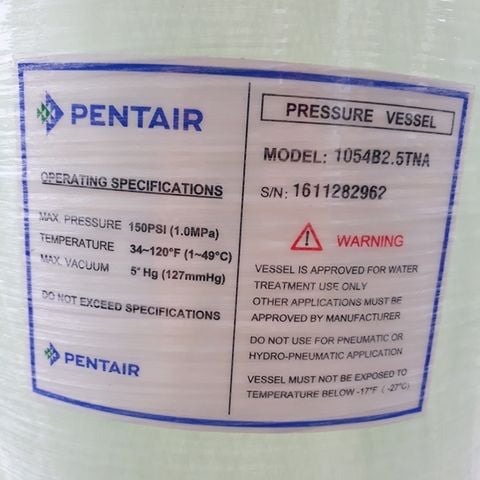 PENTAIR
OPERATING SPECIFICATIONS
MAX. PRESSURE 150PSI (1.0MPa)
TEMPERATURE 34~120°F (1~49°C)
MAX. VACUUM 5" Hg (127mmHg)
DO NOT EXCEED SPECIFICATIONS
PENTAIR
PRESSURE VESSEL
MODEL: 1054B2.5TNA
S/N: 1611282962
WARNING
VESSEL IS APPROVED FOR WATER
TREATMENT USE ONLY
OTHER APPLICATIONS MUST BE
APPROVED BY MANUFACTURER
DO NOT USE FOR PNEUMATIC OR
HYDRO-PNEUMATIC APPLICATION
VESSEL MUST NOT BE EXPOSED TO
TEMPERATURE BELOW -17°F ( -27°C)